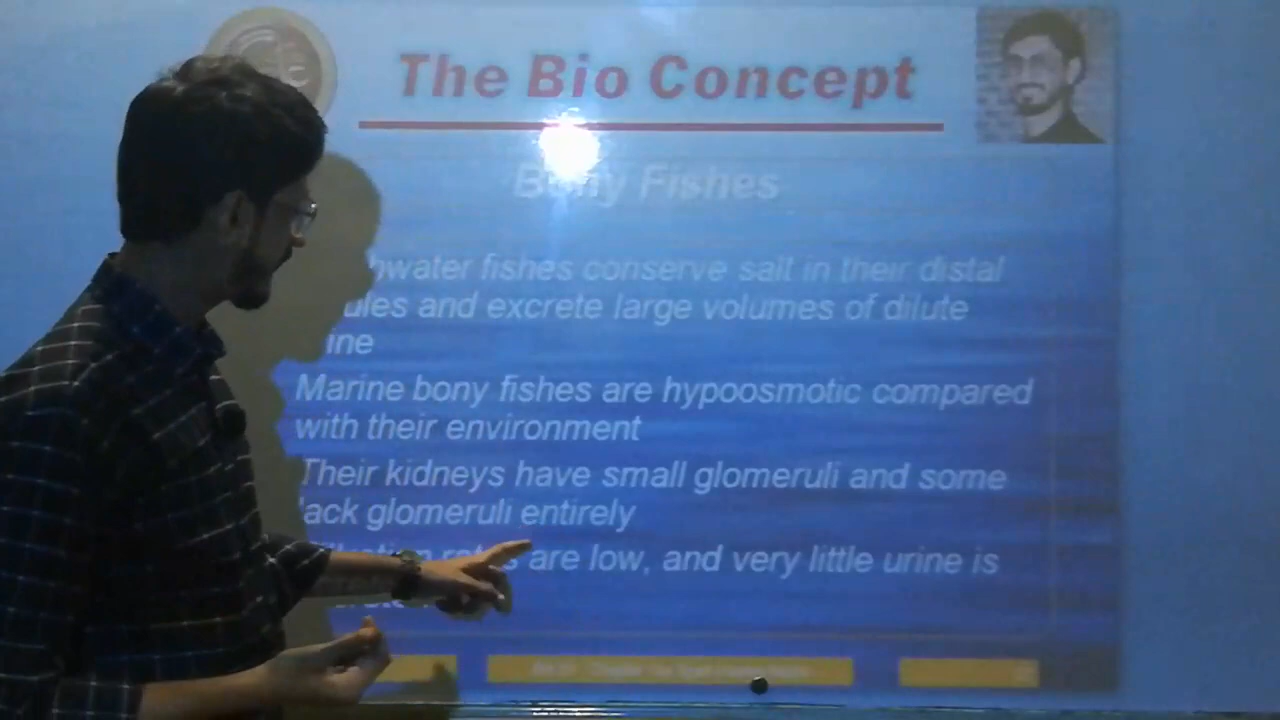 The Bio Concept
Bony Fishes
water fishes conserve salt in their distal
ules and excrete large volumes of dilute
ine
Marine bony fishes are hypoosmotic compared
with their environment
Their kidneys have small glomeruli and some
lack glomeruli entirely
are low, and very little urine is